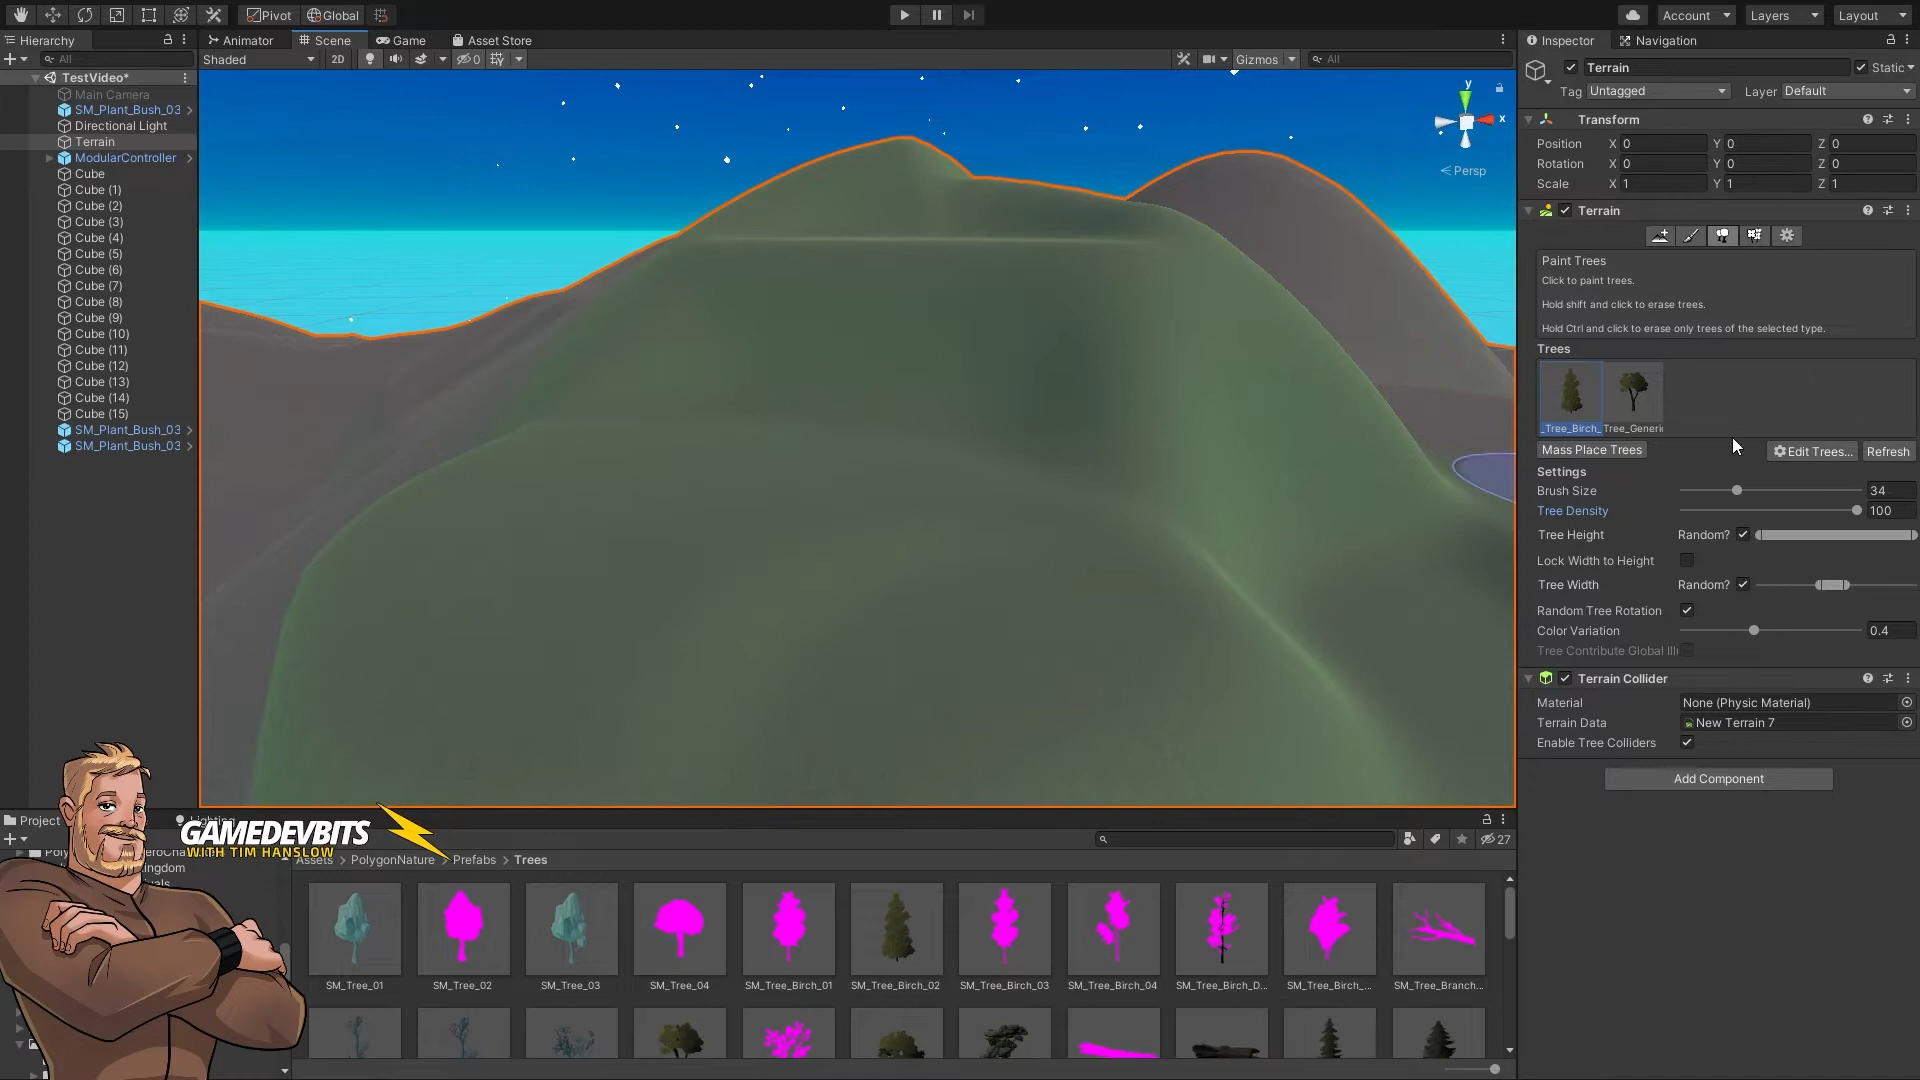 Pivot Global
Account Layers Layout
Hierarchy
Animator Scene Game Asset Store
Inspector Navigation
All
Shaded 2D 0 Gizmos All
Terrain Static
TestVideo*
Tag Untagged Layer Default
Main Camera
SM_Plant_Bush_03
Directional Light
Terrain
ModularController
Cube
Cube (1)
Cube (2)
Cube (3)
Cube (4)
Cube (5)
Cube (6)
Cube (7)
Cube (8)
Cube (9)
Cube (10)
Cube (11)
Cube (12)
Cube (13)
Cube (14)
Cube (15)
SM_Plant_Bush_03
SM_Plant_Bush_03
y
x
Persp
Transform
Position X 0 Y 0 Z 0
Rotation X 0 Y 0 Z 0
Scale X 1 Y 1 Z 1
Terrain
Paint Trees
Click to paint trees.
Hold shift and click to erase trees.
Hold Ctrl and click to erase only trees of the selected type.
Trees
_Tree_Birch_ Tree_Generic
Mass Place Trees Edit Trees... Refresh
Settings
Brush Size 34
Tree Density 100
Tree Height Random?
Lock Width to Height
Tree Width Random?
Random Tree Rotation
Color Variation 0.4
Tree Contribute Global Ill
Terrain Collider
Material None (Physic Material)
Terrain Data New Terrain 7
Enable Tree Colliders
Add Component
Project
GAMEDEVBITS
WITH TIM HANSLOW
27
Assets > PolygonNature > Prefabs > Trees
SM_Tree_01 SM_Tree_02 SM_Tree_03 SM_Tree_04 SM_Tree_Birch_01 SM_Tree_Birch_02 SM_Tree_Birch_03 SM_Tree_Birch_04 SM_Tree_Birch_D... SM_Tree_Birch_... SM_Tree_Branch...